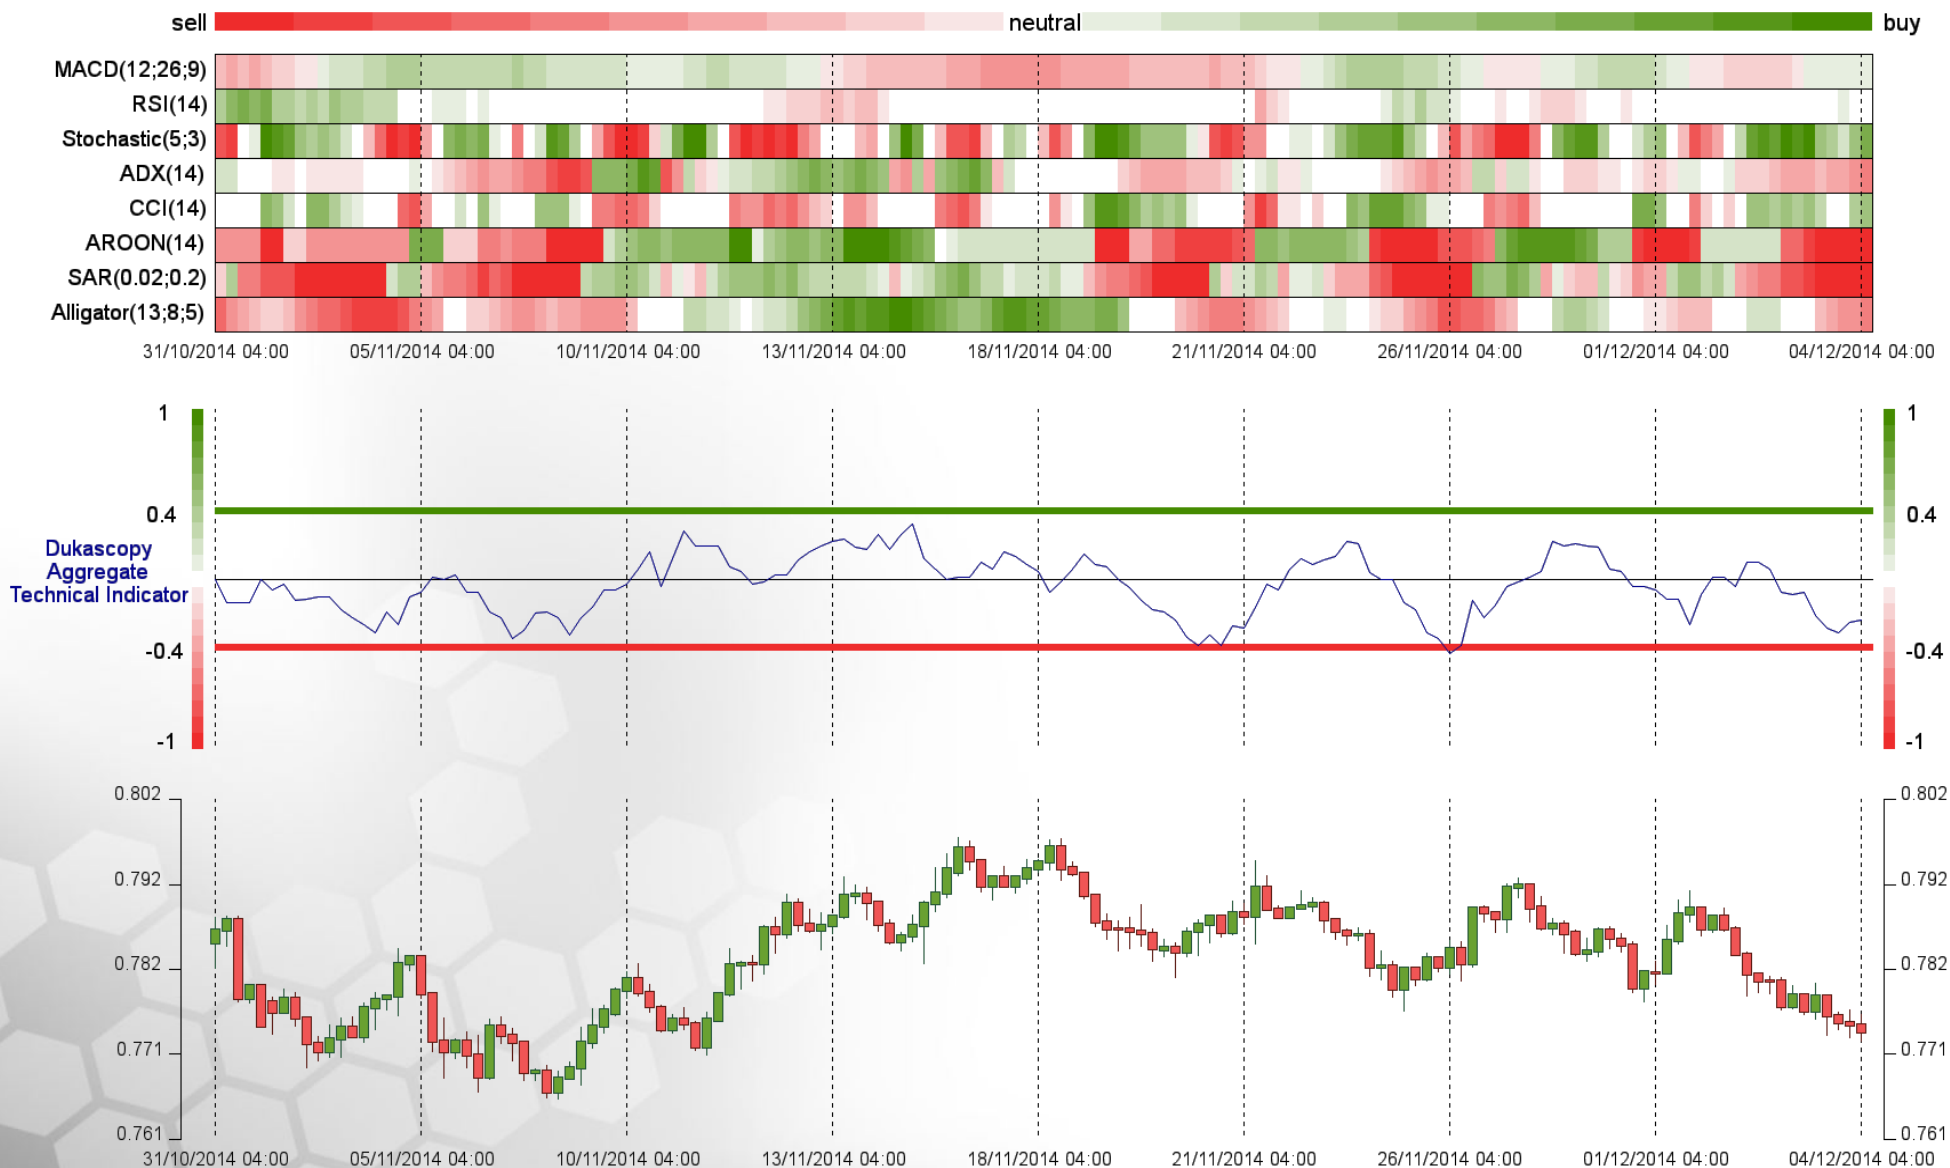 sell neutral buy
MACD(12;26;9)
RSI(14)
Stochastic(5;3)
ADX(14)
CCI(14)
AROON(14)
SAR(0.02;0.2)
Alligator(13;8;5)
31/10/2014 04:00 05/11/2014 04:00 10/11/2014 04:00 13/11/2014 04:00 18/11/2014 04:00 21/11/2014 04:00 26/11/2014 04:00 01/12/2014 04:00 04/12/2014 04:00
1 1
0.4 0.4
Dukascopy
Aggregate
Technical Indicator
-0.4 -0.4
-1 -1
0.802 0.802
0.792 0.792
0.782 0.782
0.771 0.771
0.761 0.761
31/10/2014 04:00 05/11/2014 04:00 10/11/2014 04:00 13/11/2014 04:00 18/11/2014 04:00 21/11/2014 04:00 26/11/2014 04:00 01/12/2014 04:00 04/12/2014 04:00